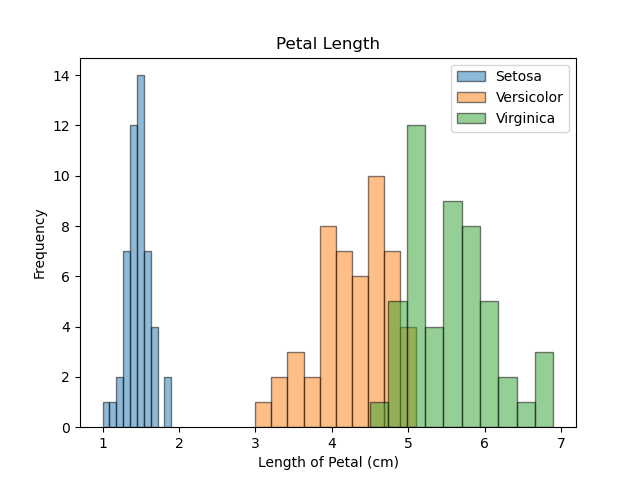 Petal Length
Setosa
Versicolor
Virginica
14
12
10
8
6
4
2
0
Frequency
1 2 3 4 5 6 7
Length of Petal (cm)